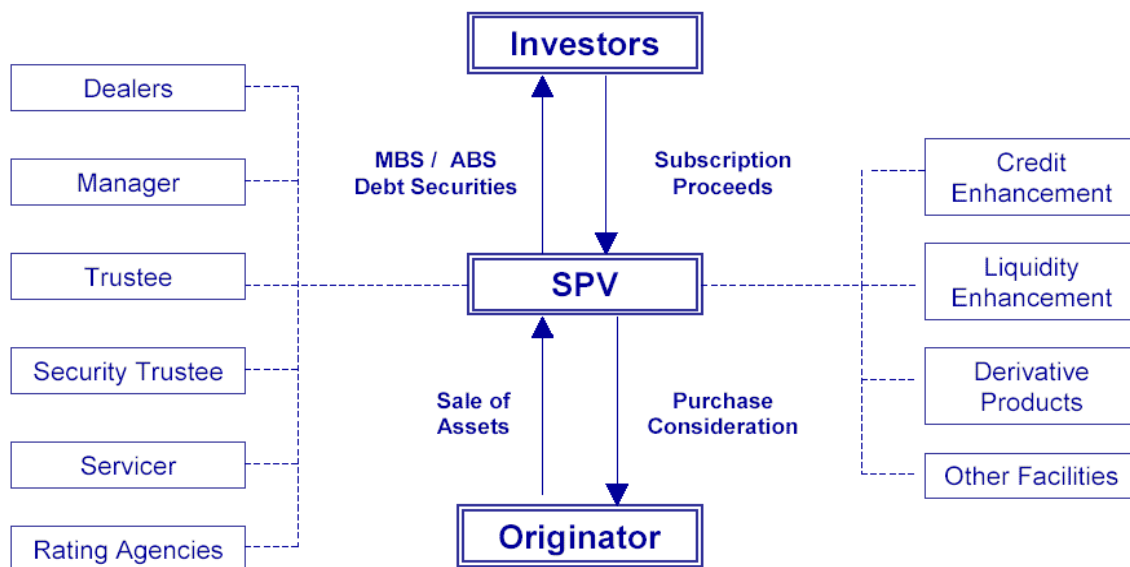 Investors
Dealers
Manager
Trustee
Security Trustee
Servicer
Rating Agencies
MBS / ABS
Debt Securities
Subscription
Proceeds
SPV
Sale of
Assets
Purchase
Consideration
Originator
Credit
Enhancement
Liquidity
Enhancement
Derivative
Products
Other Facilities